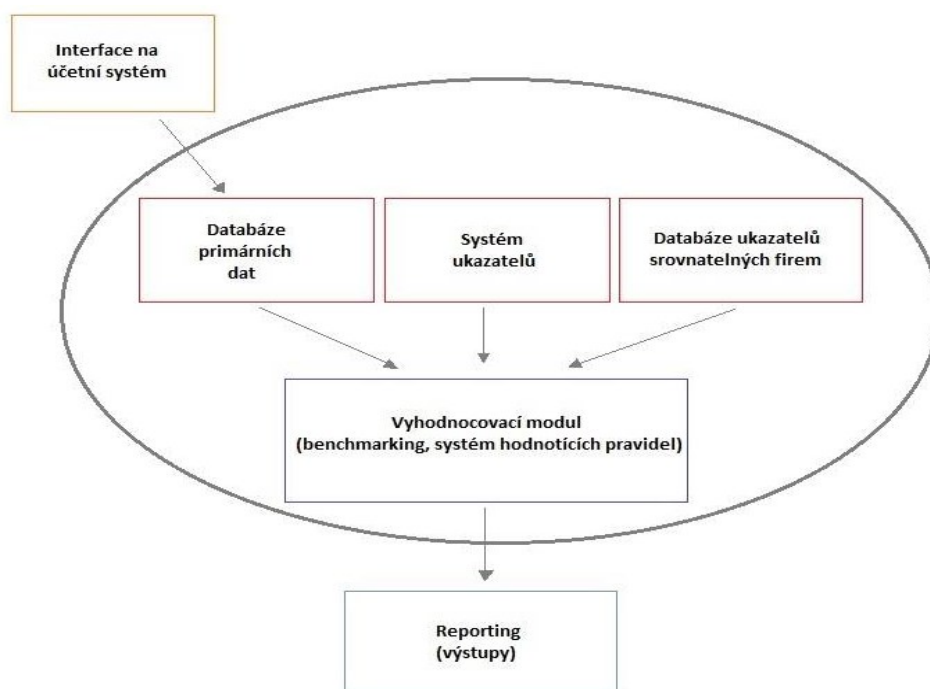 Interface na
účetní systém
Databáze
primárních
dat
Systém
ukazatelů
Databáze ukazatelů
srovnatelných firem
Vyhodnocovací modul
(benchmarking, systém hodnotících pravidel)
Reporting
(výstupy)